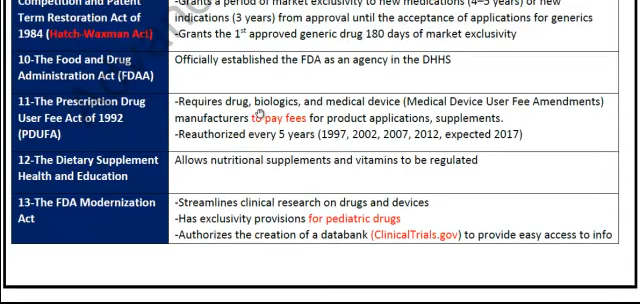 Competition and Patent
Term Restoration Act of
1984 (Hatch-Waxman Act)
-Grants a period of market exclusivity to new medications (4–5 years) or new
indications (3 years) from approval until the acceptance of applications for generics
-Grants the 1st approved generic drug 180 days of market exclusivity
10-The Food and Drug
Administration Act (FDAA)
Officially established the FDA as an agency in the DHHS
11-The Prescription Drug
User Fee Act of 1992
(PDUFA)
-Requires drug, biologics, and medical device (Medical Device User Fee Amendments)
manufacturers to pay fees for product applications, supplements.
-Reauthorized every 5 years (1997, 2002, 2007, 2012, expected 2017)
12-The Dietary Supplement
Health and Education
Allows nutritional supplements and vitamins to be regulated
13-The FDA Modernization
Act
-Streamlines clinical research on drugs and devices
-Has exclusivity provisions for pediatric drugs
-Authorizes the creation of a databank (ClinicalTrials.gov) to provide easy access to info